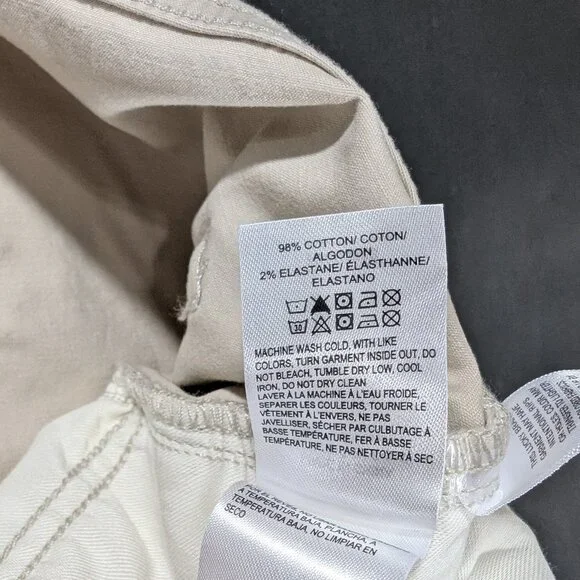 98% COTTON/ COTON/
ALGODON
2% ELASTANE/ ÉLASTHANNE/
ELASTANO
30
MACHINE WASH COLD, WITH LIKE
COLORS, TURN GARMENT INSIDE OUT, DO
NOT BLEACH, TUMBLE DRY LOW, COOL
IRON, DO NOT DRY CLEAN
LAVER À LA MACHINE À L'EAU FROIDE,
SEPARER LES COULEURS, TOURNER LE
VÊTEMENT À L'ENVERS, NE PAS
JAVELLISER, SÉCHER PAR CULBUTAGE À
BASSE TEMPÉRATURE, FER À BASSE
TEMPÉRATURE, NE PAS NETTOYER À SEC
A TEMPERATURA BAJA, PLANCHA, A
TEMPERATURA BAJA, NO LIMPIAR EN
SECO